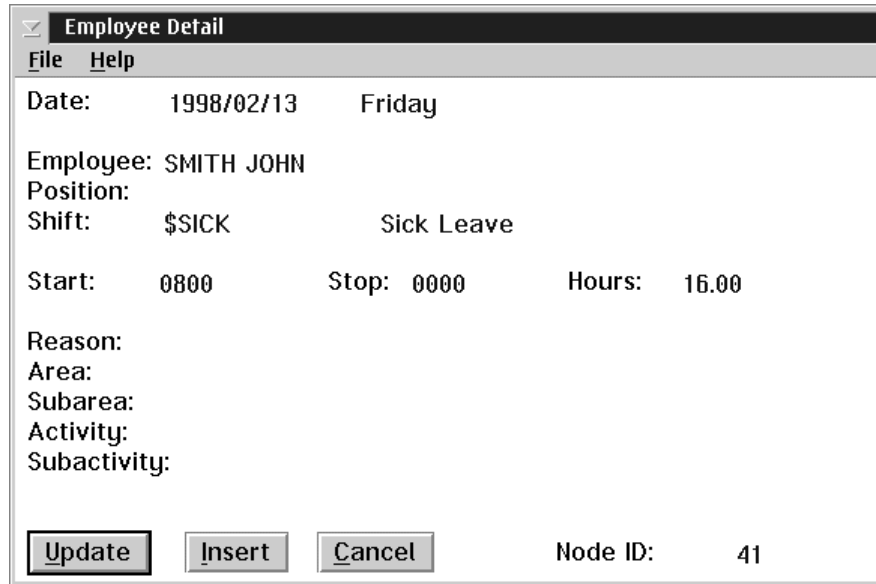 Employee Detail
File Help
Date: 1998/02/13 Friday
Employee: SMITH JOHN
Position:
Shift: $SICK Sick Leave
Start: 0800 Stop: 0000 Hours: 16.00
Reason:
Area:
Subarea:
Activity:
Subactivity:
Update Insert Cancel Node ID: 41